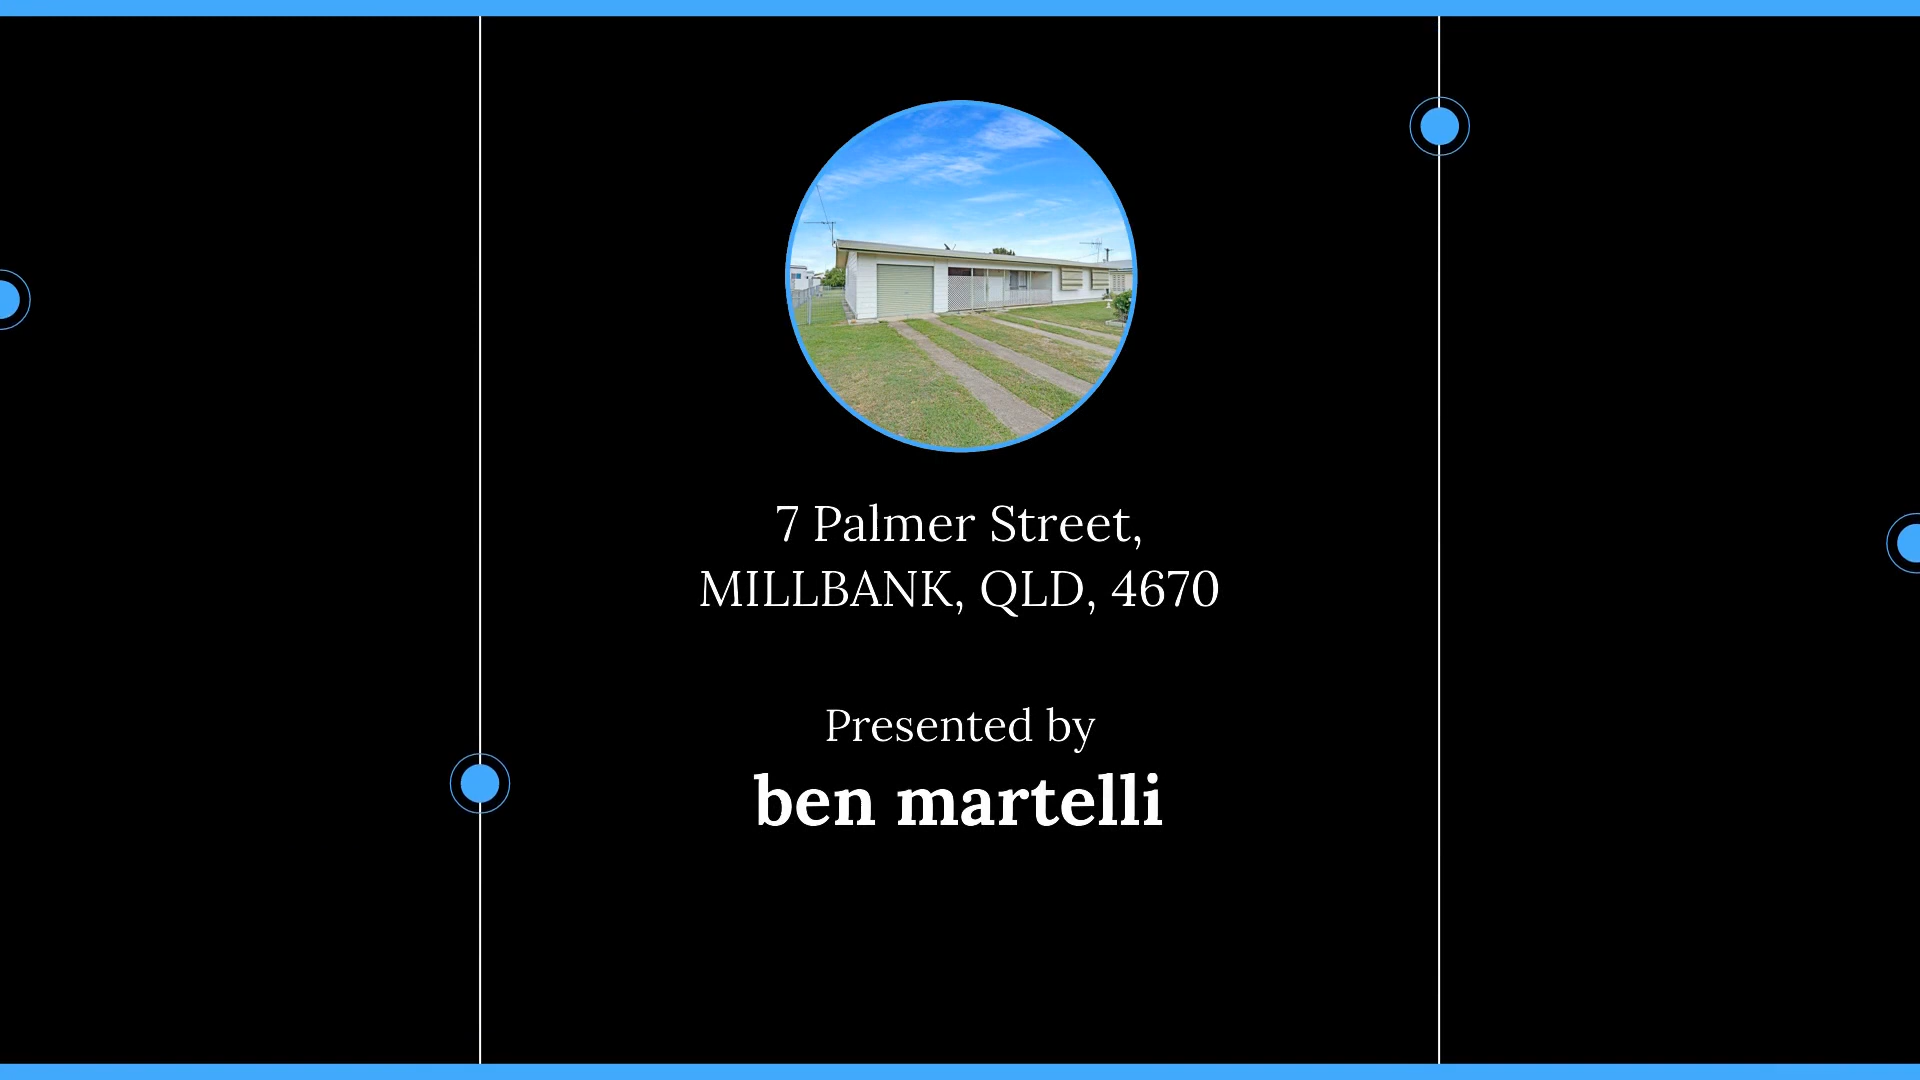 7 Palmer Street,
MILLBANK, QLD, 4670
Presented by
ben martelli